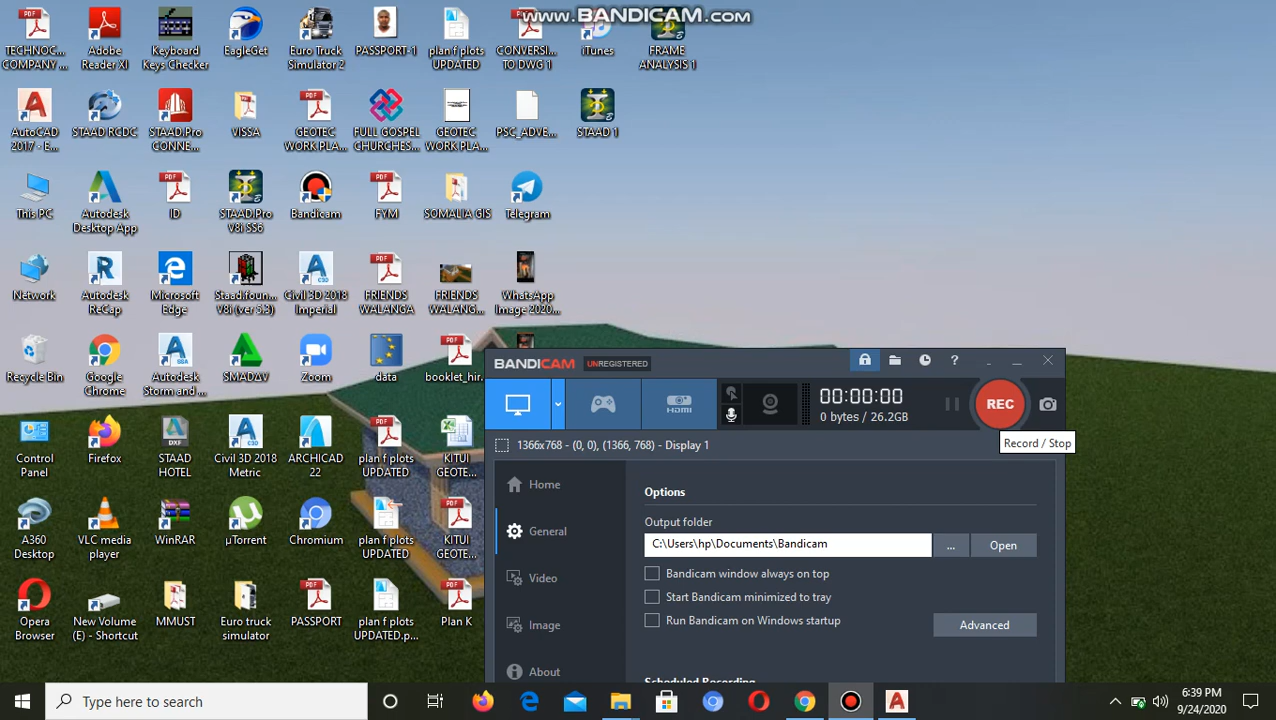 www.BANDICAM.com
TECHNOC...
COMPANY ...
Adobe
Reader XI
Keyboard
Keys Checker
EagleGet
Euro Truck
Simulator 2
PASSPORT-1
plan f plots
UPDATED
CONVERSI...
TO DWG 1
iTunes
FRAME
ANALYSIS 1
AutoCAD
2017 - E...
STAAD.RCDC
STAAD.Pro
CONNE...
VISSA
GEOTEC
WORK PLA...
FULL GOSPEL
CHURCHES...
GEOTEC
WORK PLA...
PSC_ADVE...
STAAD 1
This PC
Autodesk
Desktop App
ID
STAAD.Pro
V8i SS6
Bandicam
FYM
SOMALIA GIS
Telegram
Network
Autodesk
ReCap
Microsoft
Edge
Staad.foun...
V8i (ver 5.3)
Civil 3D 2018
Imperial
FRIENDS
WALANGA
FRIENDS
WALANG...
WhatsApp
Image 2020...
Recycle Bin
Google
Chrome
Autodesk
Storm and ...
SMADAV
Zoom
data
booklet_hir...
Control
Panel
Firefox
STAAD
HOTEL
Civil 3D 2018
Metric
ARCHICAD
22
plan f plots
UPDATED
KITUI
GEOTE...
A360
Desktop
VLC media
player
WinRAR
µTorrent
Chromium
plan f plots
UPDATED
KITUI
GEOTE...
Opera
Browser
New Volume
(E) - Shortcut
MMUST
Euro truck
simulator
PASSPORT
plan f plots
UPDATED.p...
Plan K
BANDICAM UNREGISTERED
HDMI
00:00:00
0 bytes / 26.2GB
REC
Record / Stop
1366x768 - (0, 0), (1366, 768) - Display 1
Home
General
Video
Image
About
Options
Output folder
C:\Users\hp\Documents\Bandicam
...
Open
Bandicam window always on top
Start Bandicam minimized to tray
Run Bandicam on Windows startup
Advanced
Scheduled Recording
Type here to search
3:39 PM
9/24/2020